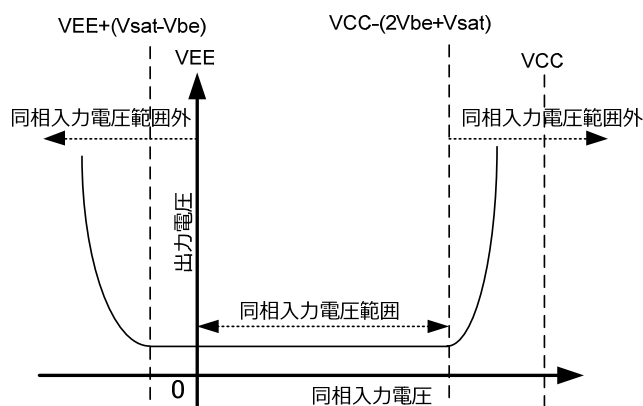 VEE+(Vsat-Vbe)
VCC-(2Vbe+Vsat)
VEE
VCC
同相入力電圧範囲外
同相入力電圧範囲外
出力電圧
同相入力電圧範囲
0
同相入力電圧